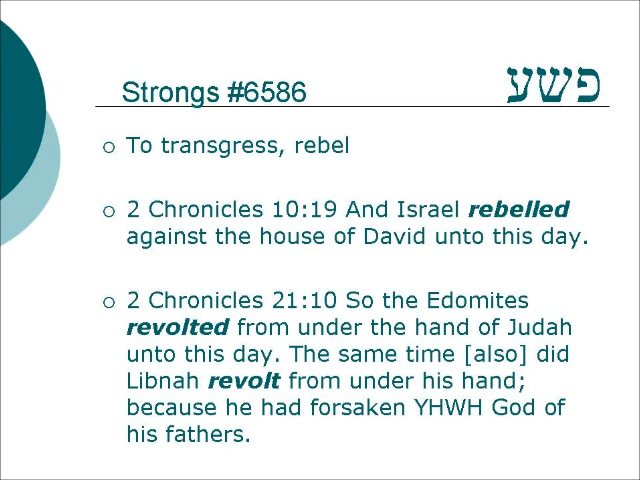 Strongs #6586 פשע
To transgress, rebel
2 Chronicles 10:19 And Israel rebelled
against the house of David unto this day.
2 Chronicles 21:10 So the Edomites
revolted from under the hand of Judah
unto this day. The same time [also] did
Libnah revolt from under his hand;
because he had forsaken YHWH God of
his fathers.